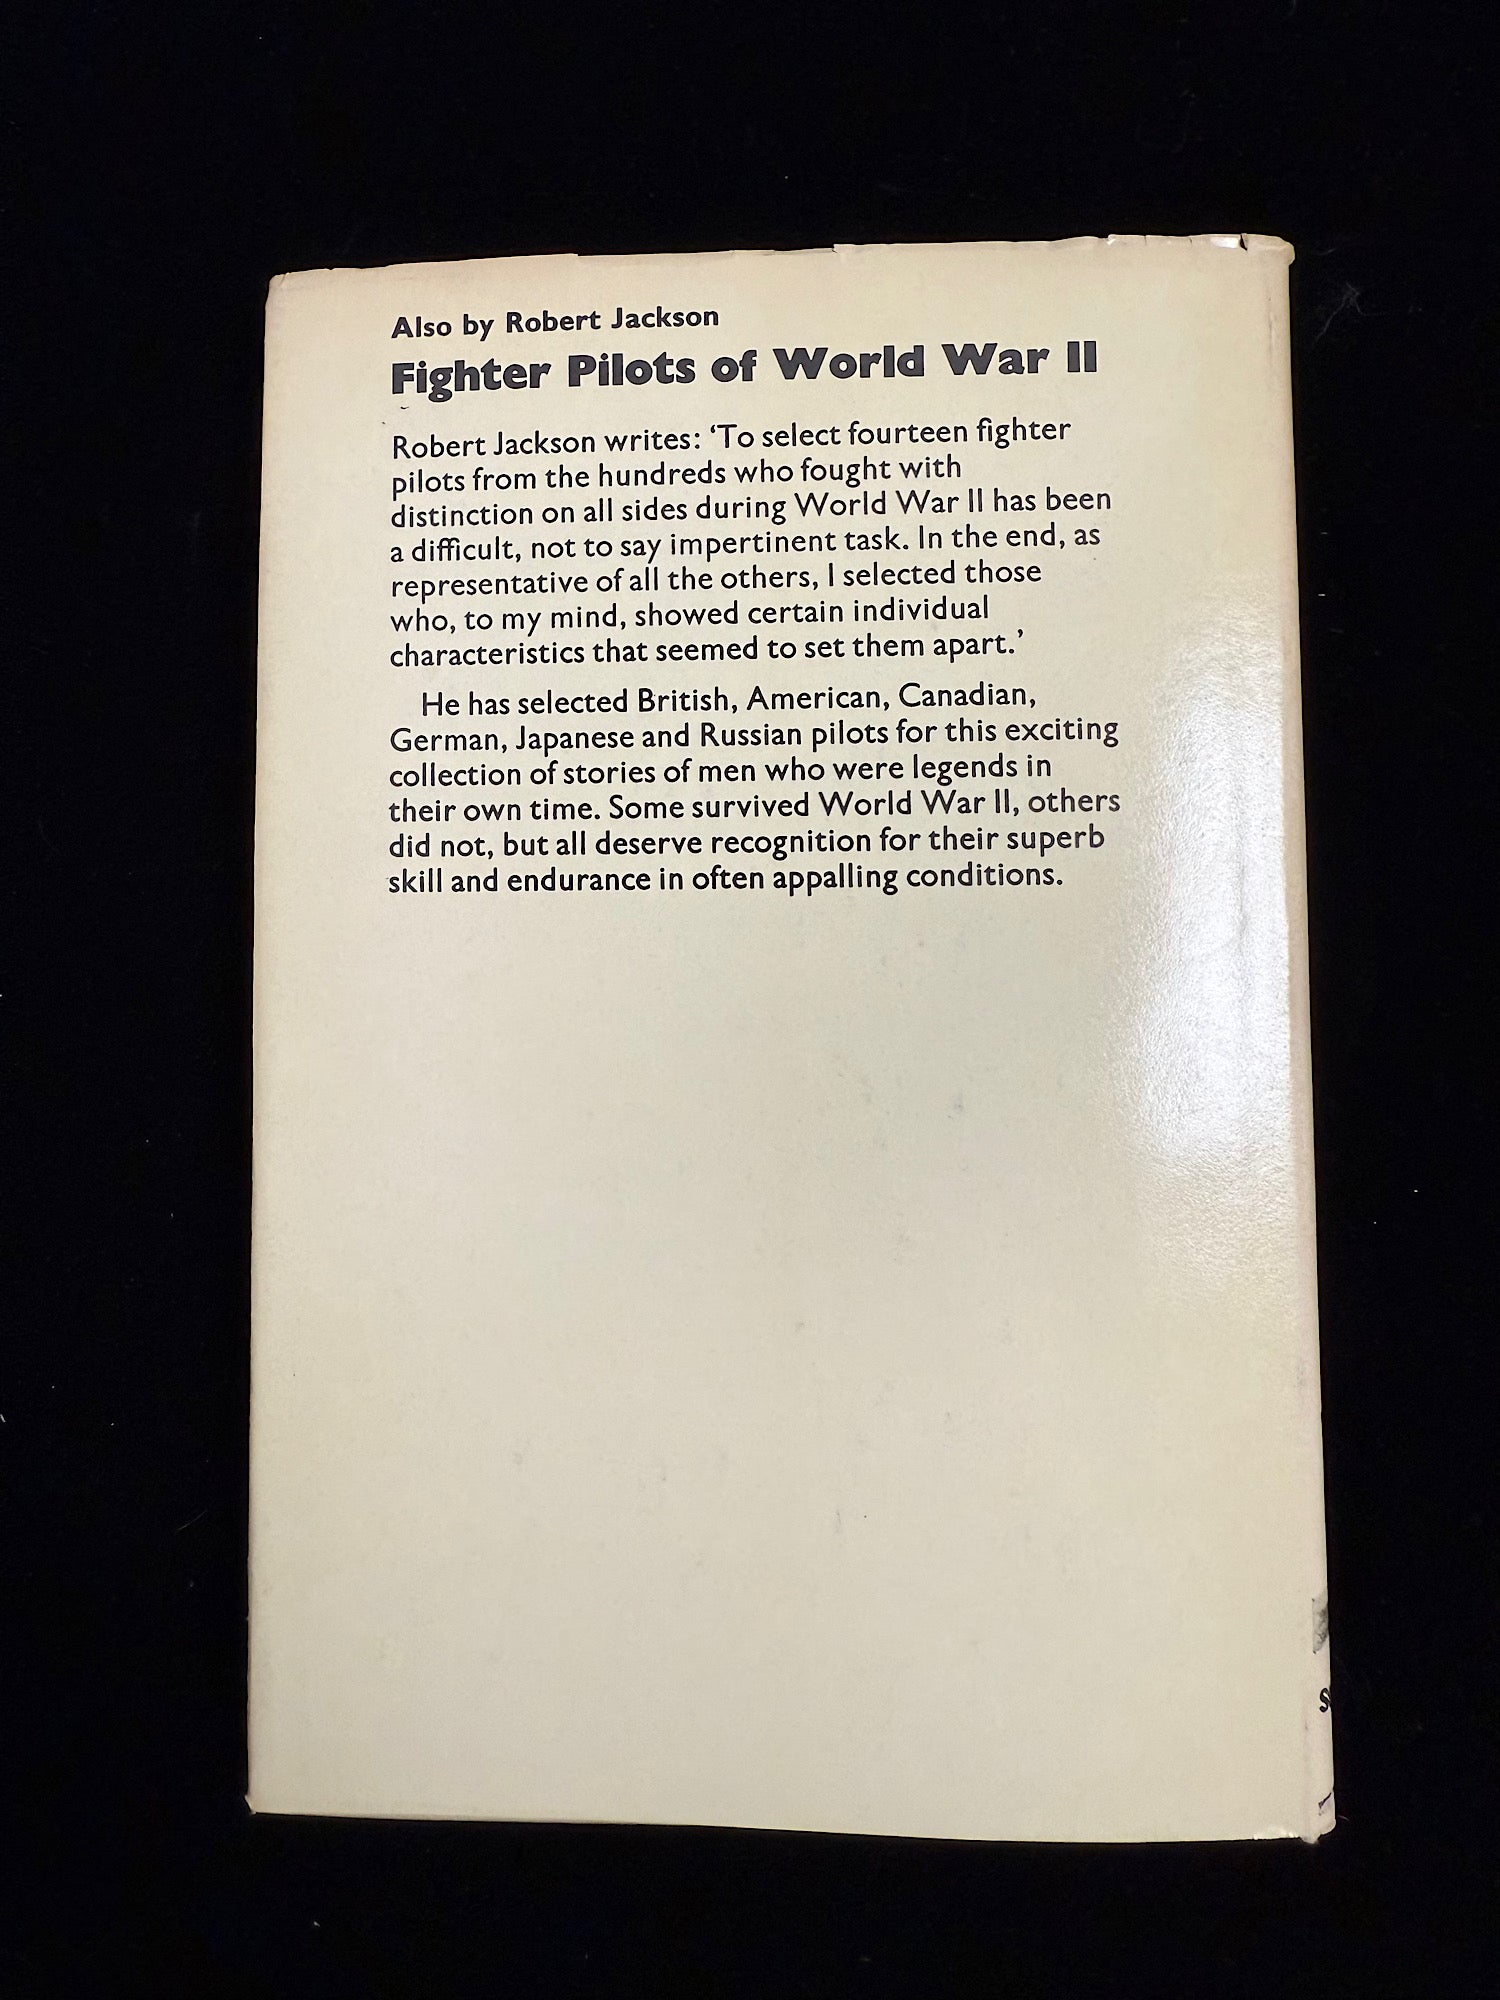 Also by Robert Jackson
Fighter Pilots of World War II
Robert Jackson writes: ‘To select fourteen fighter
pilots from the hundreds who fought with
distinction on all sides during World War II has been
a difficult, not to say impertinent task. In the end, as
representative of all the others, I selected those
who, to my mind, showed certain individual
characteristics that seemed to set them apart.’
He has selected British, American, Canadian,
German, Japanese and Russian pilots for this exciting
collection of stories of men who were legends in
their own time. Some survived World War II, others
did not, but all deserve recognition for their superb
skill and endurance in often appalling conditions.